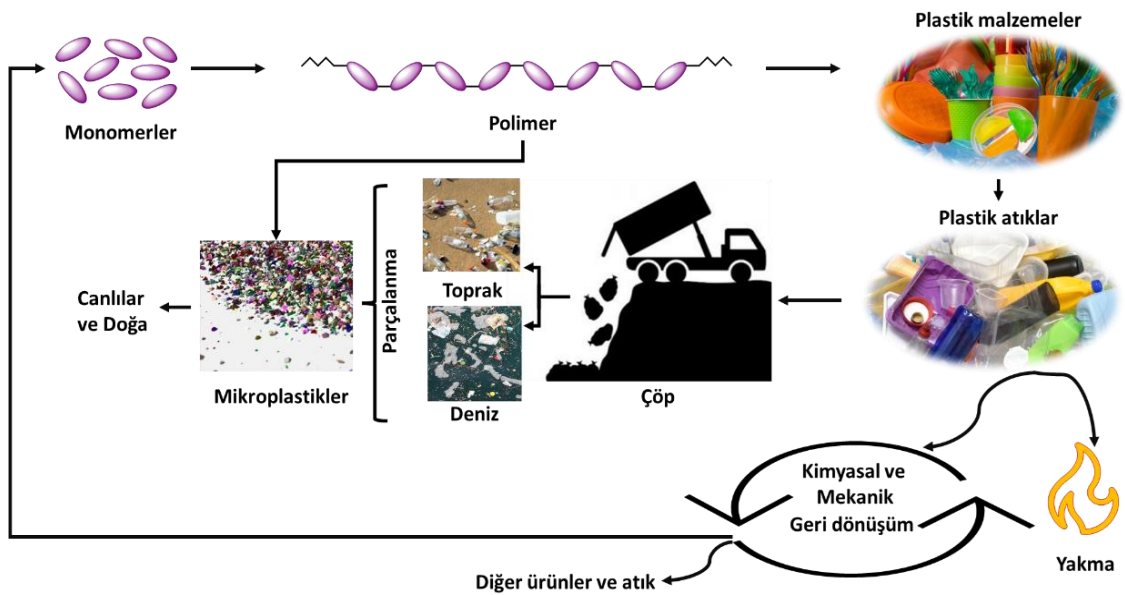 Plastik malzemeler
Monomerler
Polimer
Plastik atıklar
Canlılar
ve Doğa
Mikroplastikler
Parçalanma
Toprak
Deniz
Çöp
Kimyasal ve
Mekanik
Geri dönüşüm
Yakma
Diğer ürünler ve atık